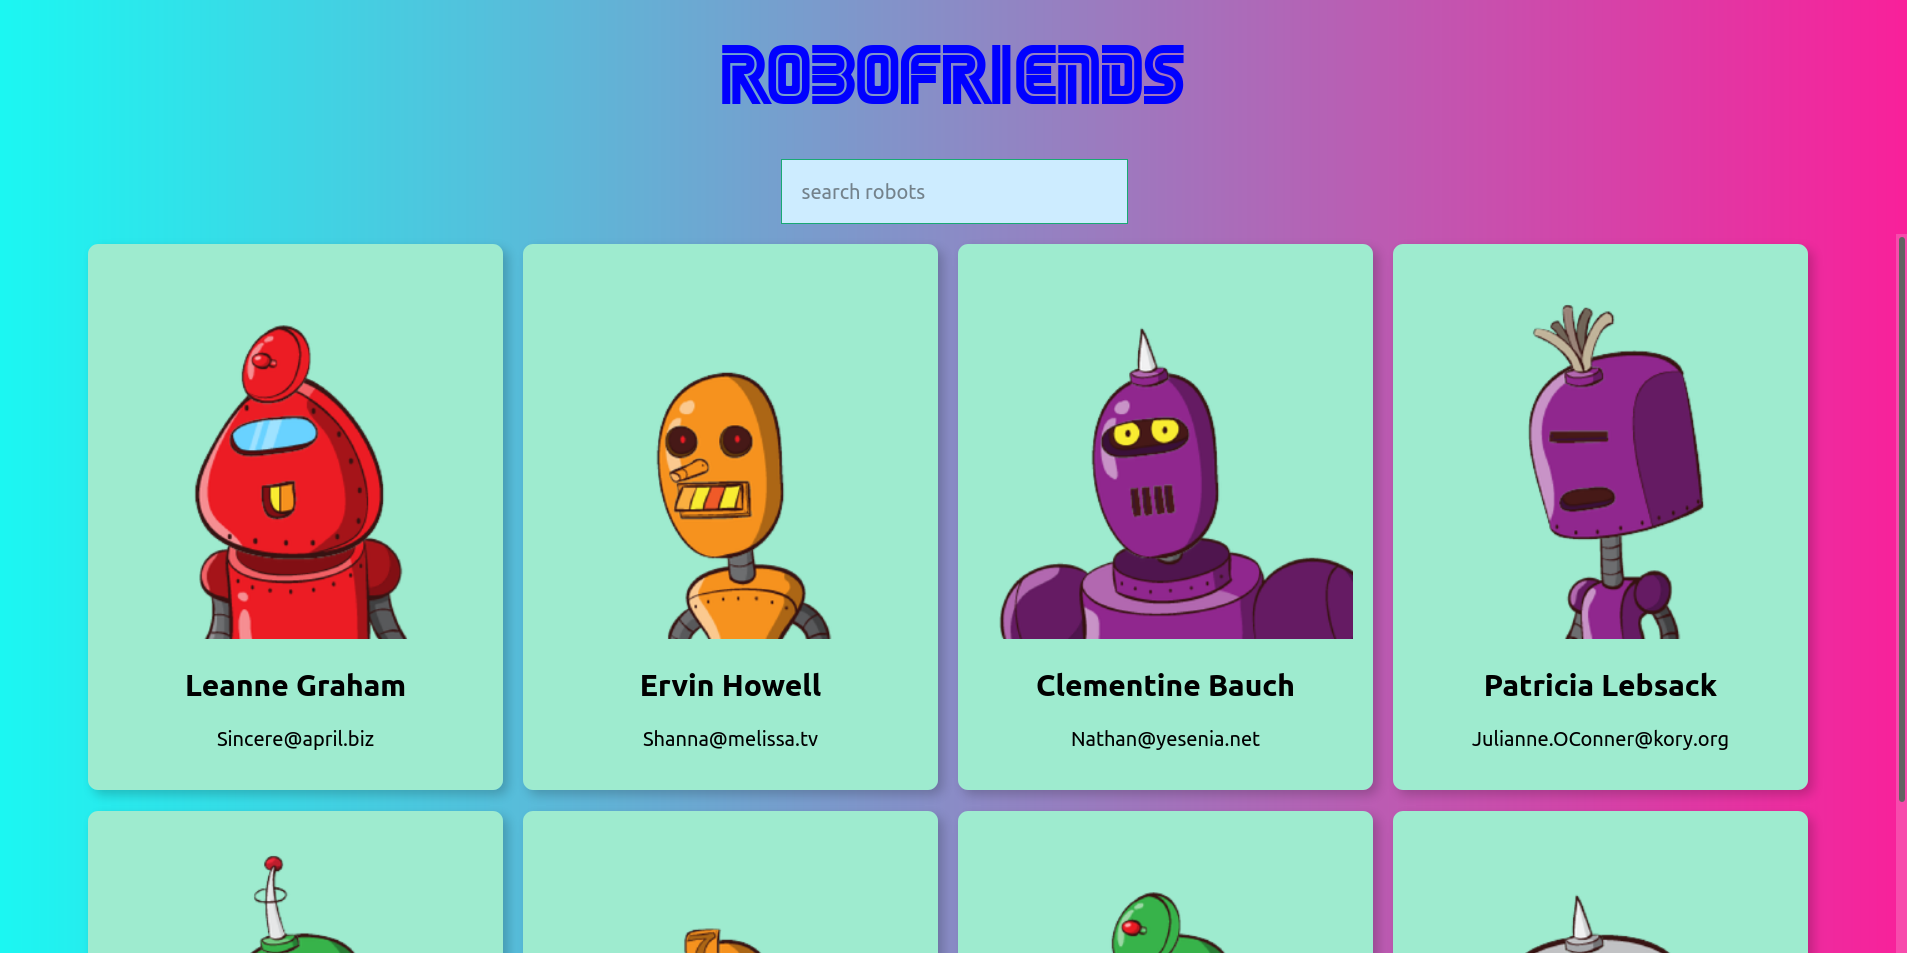 ROBOFRIENDS
search robots
Leanne Graham
Sincere@april.biz
Ervin Howell
Shanna@melissa.tv
Clementine Bauch
Nathan@yesenia.net
Patricia Lebsack
Julianne.OConner@kory.org
7